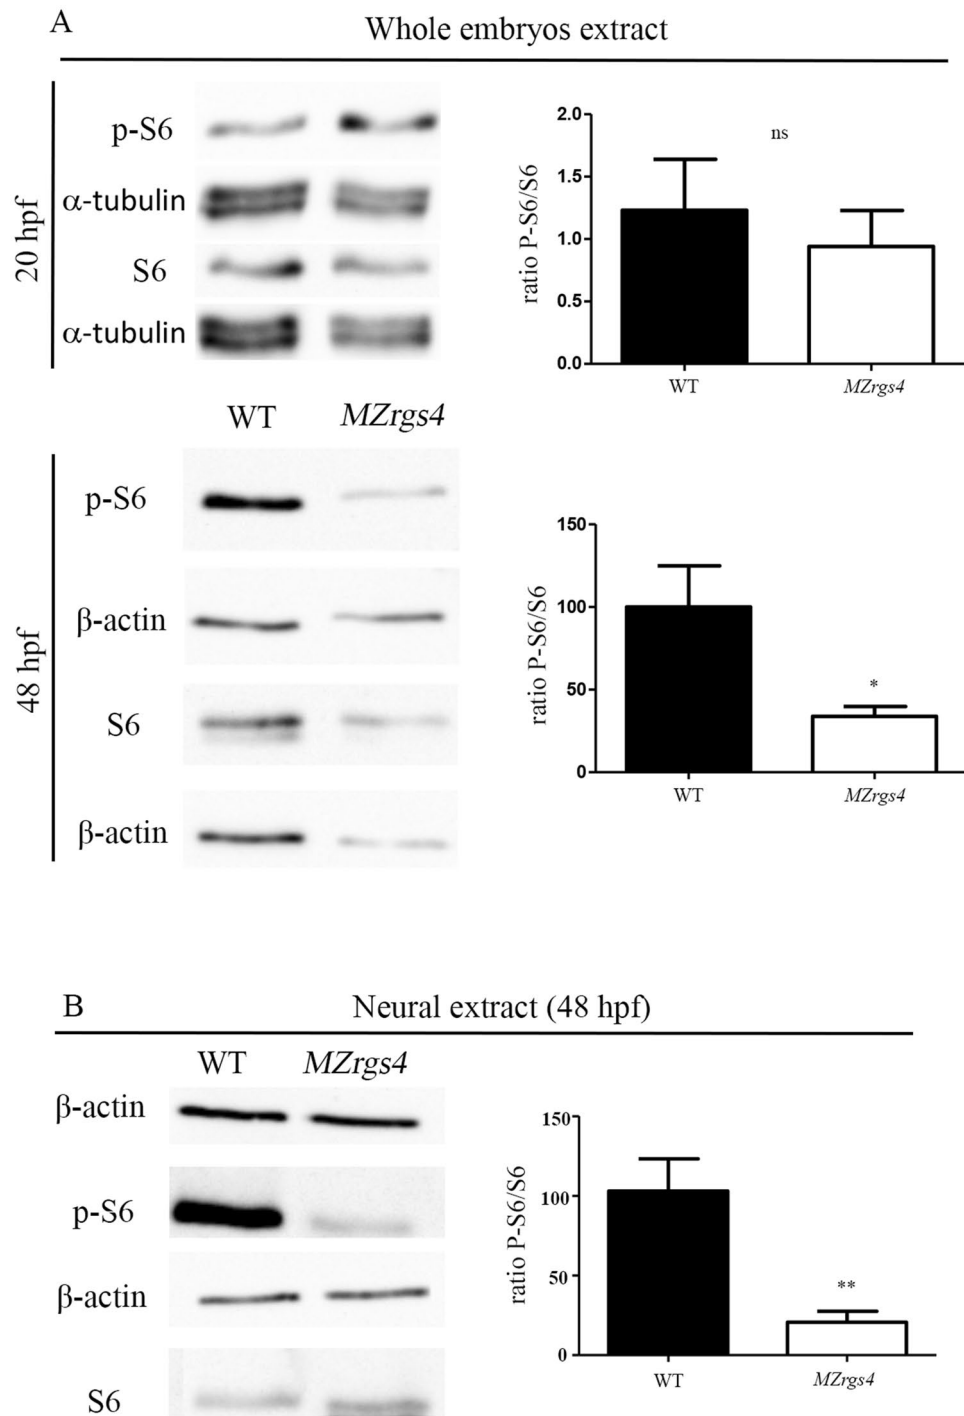 A
Whole embryos extract
20 hpf
p-S6
α-tubulin
S6
α-tubulin
ratio P-S6/S6
2.0
1.5
1.0
0.5
0.0
ns
WT
MZrgs4
WT MZrgs4
48 hpf
p-S6
β-actin
S6
β-actin
ratio P-S6/S6
150
100
50
0
*
WT
MZrgs4
B
Neural extract (48 hpf)
WT MZrgs4
β-actin
p-S6
β-actin
S6
ratio P-S6/S6
150
100
50
0
**
WT
MZrgs4